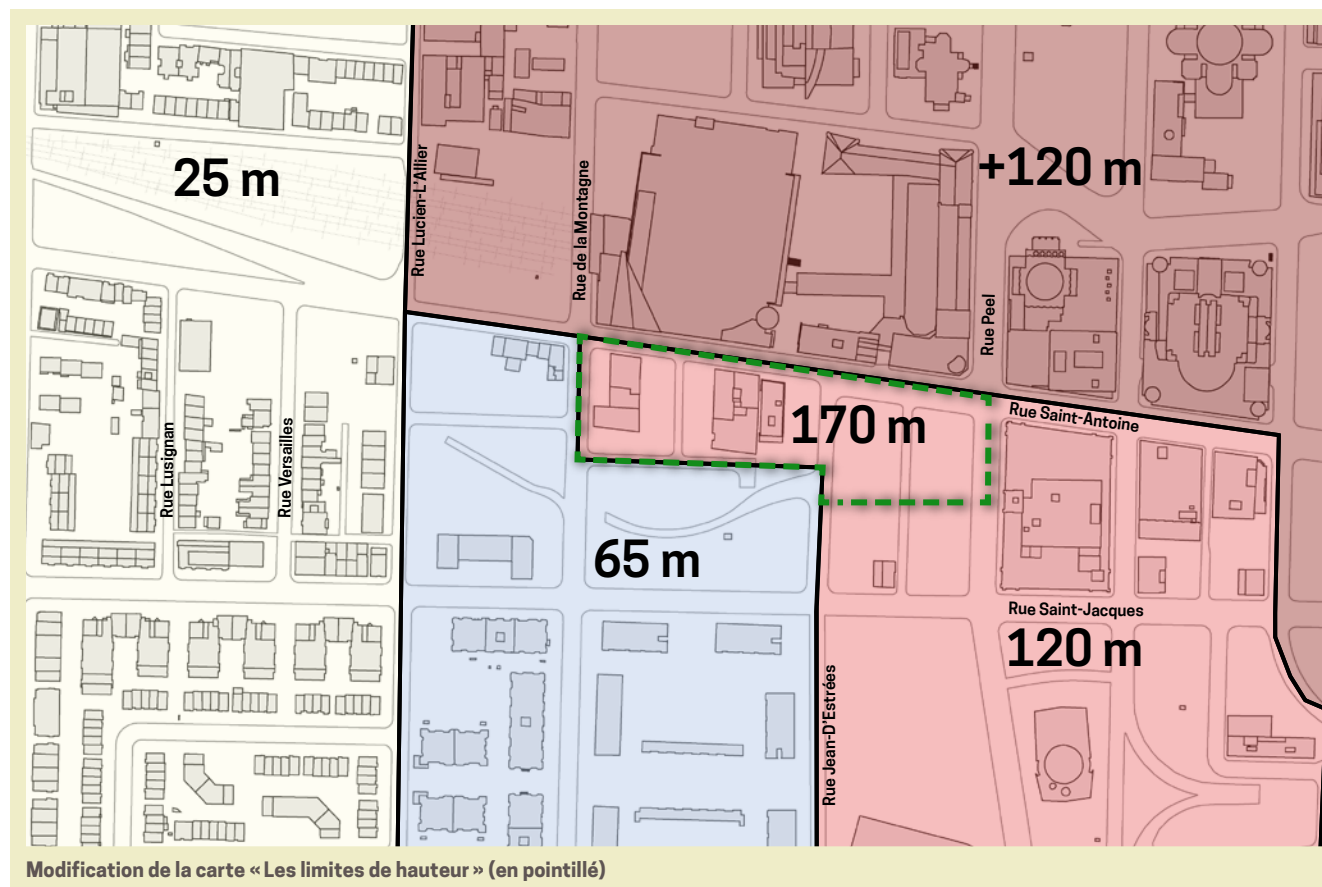 25 m
+120 m
Rue Lucien-L'Allier
Rue de la Montagne
Rue Peel
170 m
Rue Saint-Antoine
Rue Lusignan
Rue Versailles
65 m
Rue Saint-Jacques
120 m
Rue Jean-D'Estrées
Modification de la carte « Les limites de hauteur » (en pointillé)